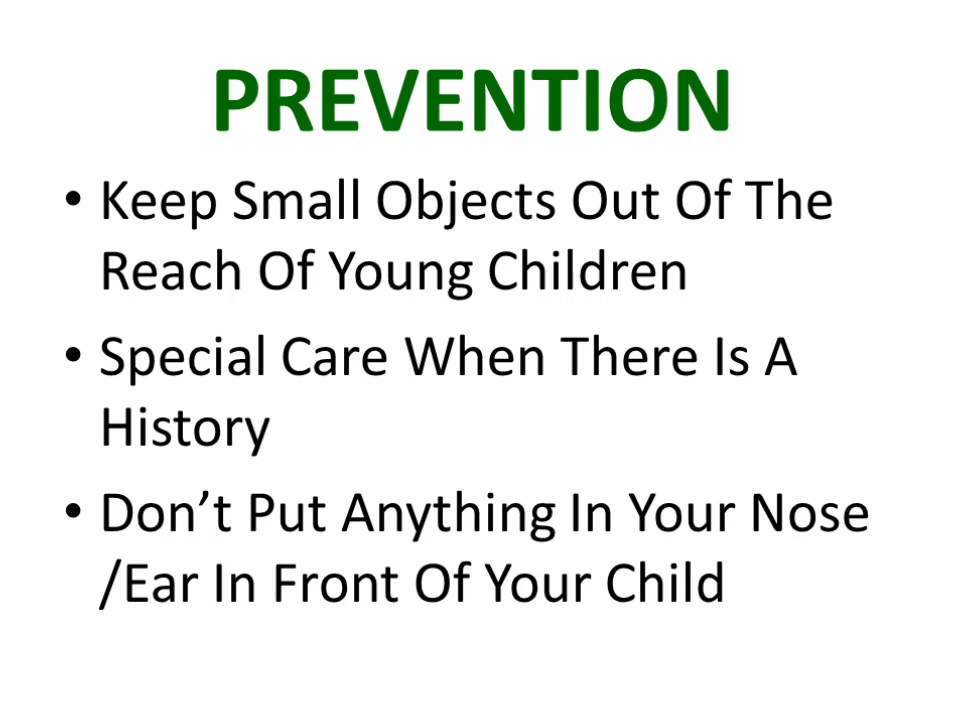 PREVENTION
• Keep Small Objects Out Of The
Reach Of Young Children
• Special Care When There Is A
History
• Don’t Put Anything In Your Nose
/Ear In Front Of Your Child